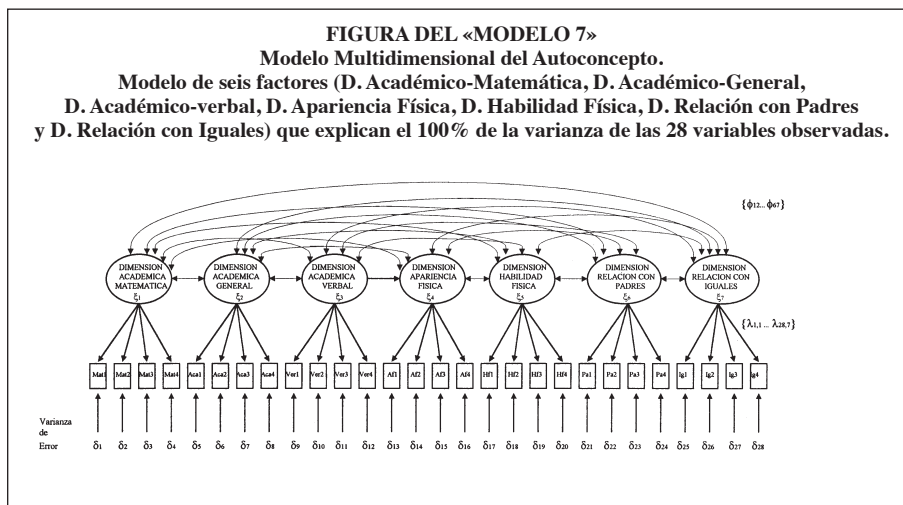 FIGURA DEL «MODELO 7»
Modelo Multidimensional del Autoconcepto.
Modelo de seis factores (D. Académico-Matemática, D. Académico-General,
D. Académico-verbal, D. Apariencia Física, D. Habilidad Física, D. Relación con Padres
y D. Relación con Iguales) que explican el 100% de la varianza de las 28 variables observadas.
{ϕ12... ϕ67}
DIMENSION ACADEMICA MATEMATICA ξ1
DIMENSION ACADEMICA GENERAL ξ2
DIMENSION ACADEMICA VERBAL ξ3
DIMENSION APARIENCIA FISICA ξ4
DIMENSION HABILIDAD FISICA ξ5
DIMENSION RELACION CON PADRES ξ6
DIMENSION RELACION CON IGUALES ξ7
{λ1,1 ... λ28,7}
Mat1 Mat2 Mat3 Mat4 Aca1 Aca2 Aca3 Aca4 Ver1 Ver2 Ver3 Ver4 Af1 Af2 Af3 Af4 Hf1 Hf2 Hf3 Hf4 Pa1 Pa2 Pa3 Pa4 Ig1 Ig2 Ig3 Ig4
Varianza
de
Error δ1 δ2 δ3 δ4 δ5 δ6 δ7 δ8 δ9 δ10 δ11 δ12 δ13 δ14 δ15 δ16 δ17 δ18 δ19 δ20 δ21 δ22 δ23 δ24 δ25 δ26 δ27 δ28